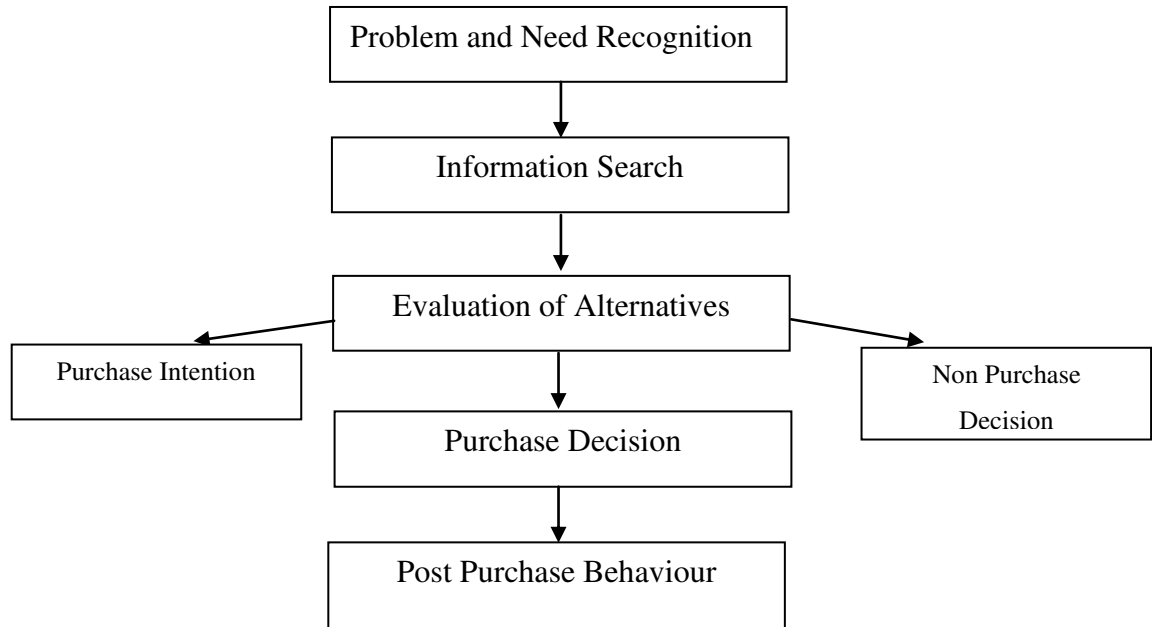 Problem and Need Recognition
Information Search
Evaluation of Alternatives
Purchase Intention
Non Purchase
Decision
Purchase Decision
Post Purchase Behaviour